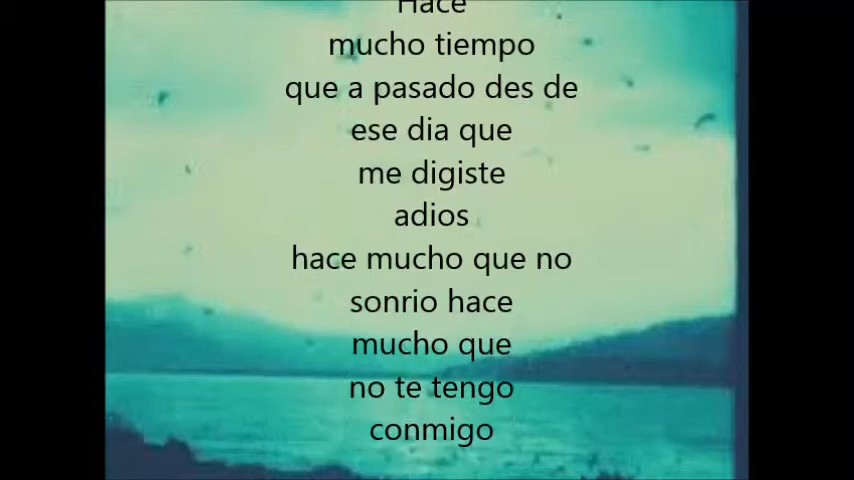 Hace
mucho tiempo
que a pasado des de
ese dia que
me digiste
adios
hace mucho que no
sonrio hace
mucho que
no te tengo
conmigo